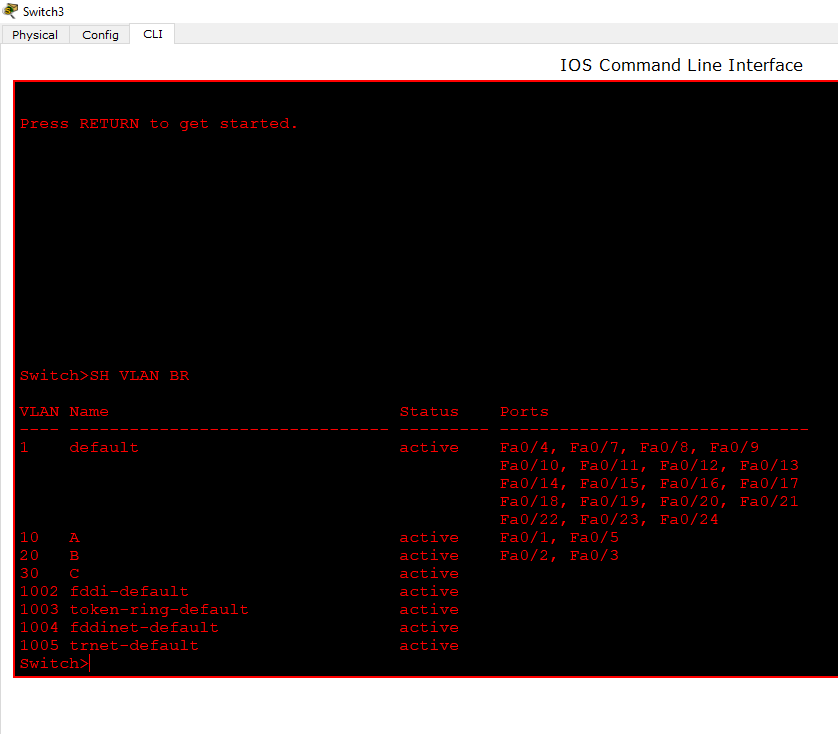 Switch3
Physical Config CLI
IOS Command Line Interface
Press RETURN to get started.
Switch>SH VLAN BR
VLAN Name                             Status    Ports
---- -------------------------------- --------- -------------------------------
1    default                          active    Fa0/4, Fa0/7, Fa0/8, Fa0/9
                                                Fa0/10, Fa0/11, Fa0/12, Fa0/13
                                                Fa0/14, Fa0/15, Fa0/16, Fa0/17
                                                Fa0/18, Fa0/19, Fa0/20, Fa0/21
                                                Fa0/22, Fa0/23, Fa0/24
10   A                                active    Fa0/1, Fa0/5
20   B                                active    Fa0/2, Fa0/3
30   C                                active
1002 fddi-default                     active
1003 token-ring-default               active
1004 fddinet-default                  active
1005 trnet-default                    active
Switch>